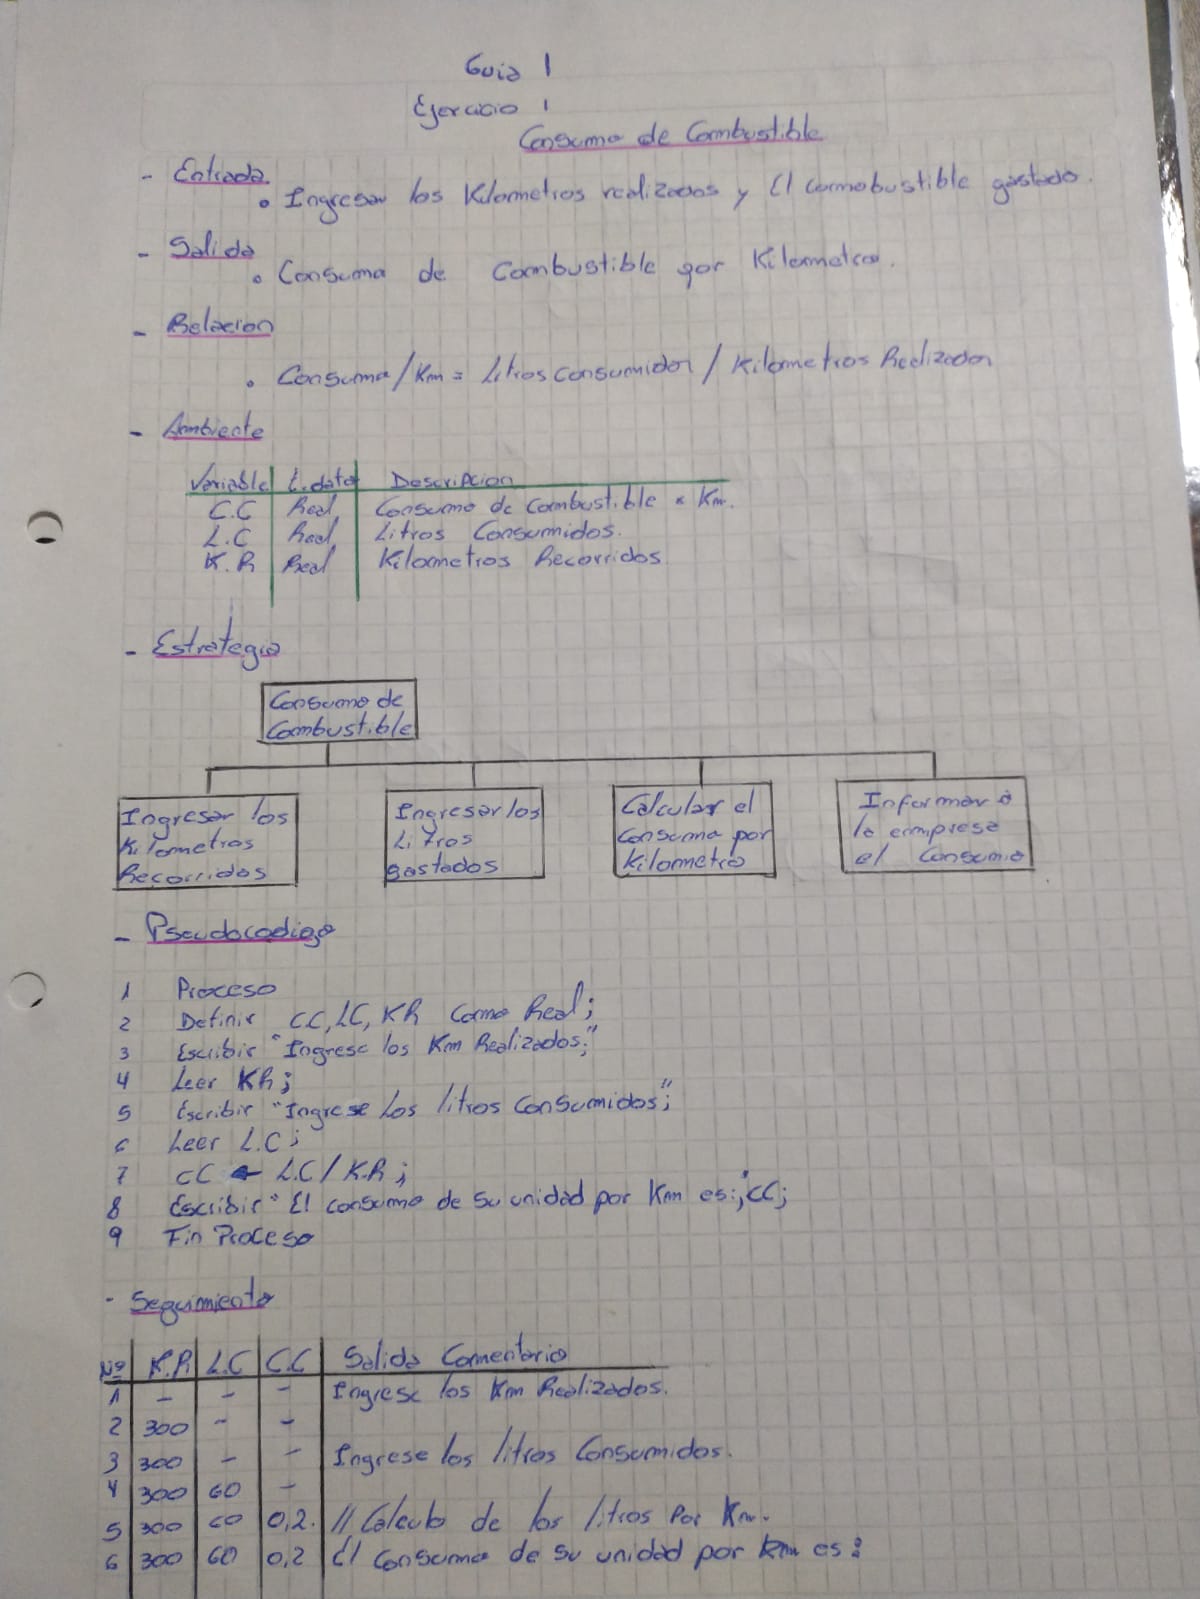 Guia 1
Ejercicio 1
Consumo de Combustible
- Entrada
• Ingresar los Kilometros realizados y El comobustible gastado.
- Salida
• Consumo de Combustible por Kilometro.
- Relacion
• Consumo/Km = Litros consumidos / Kilometros Realizados
- Ambiente
Variable t.dato Descripcion
C.C Real Consumo de Combustible x Km.
L.C Real Litros Consumidos.
K.R Real Kilometros Recorridos
- Estrategia
Consumo de
Combustible
Ingresar los
Kilometros
Recorridos
Ingresar los
Litros
gastados
Calcular el
Consumo por
Kilometro
Informar a
la empresa
el Consumo
- Pseudocodigo
1 Proceso
2 Definir CC, LC, KR Como Real;
3 Escribir "Ingrese los Km Realizados;"
4 Leer KR;
5 Escribir "Ingrese Los litros Consumidos;"
6 Leer L.C;
7 CC ← L.C/K.R;
8 Escribir "El consumo de su unidad por Km es:;"CC;
9 Fin Proceso
- Seguimiento
Nº K.R L.C C.C Salida Comentario
1 - - - Ingrese los Km Realizados.
2 300 - -
3 300 - - Ingrese los litros Consumidos.
4 300 60 -
5 300 60 0,2. // Calculo de los litros Por Km.
6 300 60 0,2 El Consumo de su unidad por Km es: